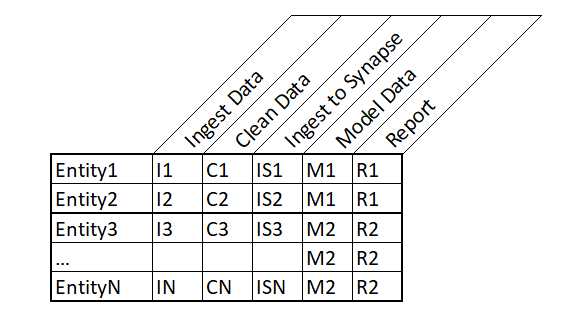 Ingest Data
Clean Data
Ingest to Synapse
Model Data
Report
Entity1 I1 C1 IS1 M1 R1
Entity2 I2 C2 IS2 M1 R1
Entity3 I3 C3 IS3 M2 R2
... M2 R2
EntityN IN CN ISN M2 R2